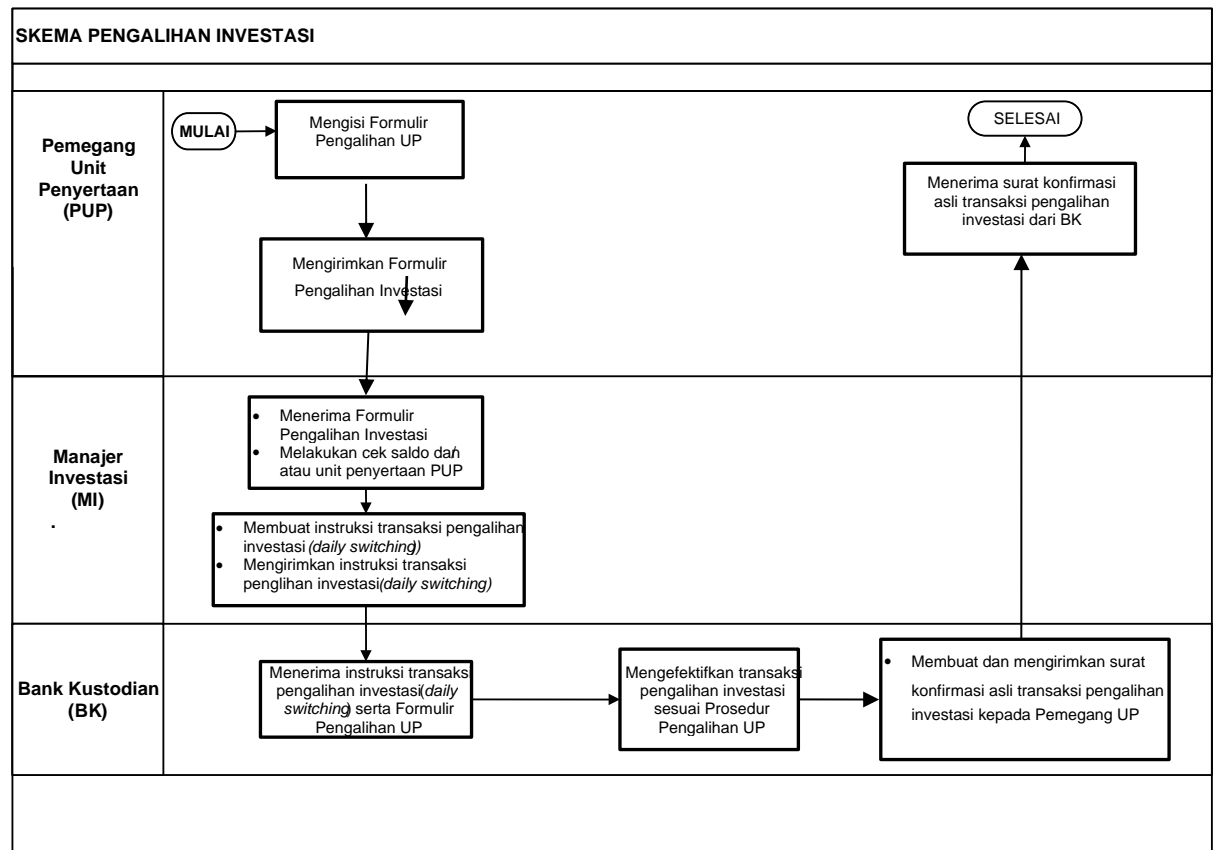 SKEMA PENGALIHAN INVESTASI
Pemegang
Unit
Penyertaan
(PUP)
MULAI
Mengisi Formulir
Pengalihan UP
Mengirimkan Formulir
Pengalihan Investasi
SELESAI
Menerima surat konfirmasi
asli transaksi pengalihan
investasi dari BK
Manajer
Investasi
(MI)
.
• Menerima Formulir
Pengalihan Investasi
• Melakukan cek saldo dan/
atau unit penyertaan PUP
• Membuat instruksi transaksi pengalihan
investasi (daily switching))
• Mengirimkan instruksi transaksi
penglihan investasi(daily switching)
Bank Kustodian
(BK)
Menerima instruksi transaksi
pengalihan investasi(daily
switching) serta Formulir
Pengalihan UP
Mengefektifkan transaksi
pengalihan investasi
sesuai Prosedur
Pengalihan UP
• Membuat dan mengirimkan surat
konfirmasi asli transaksi pengalihan
investasi kepada Pemegang UP